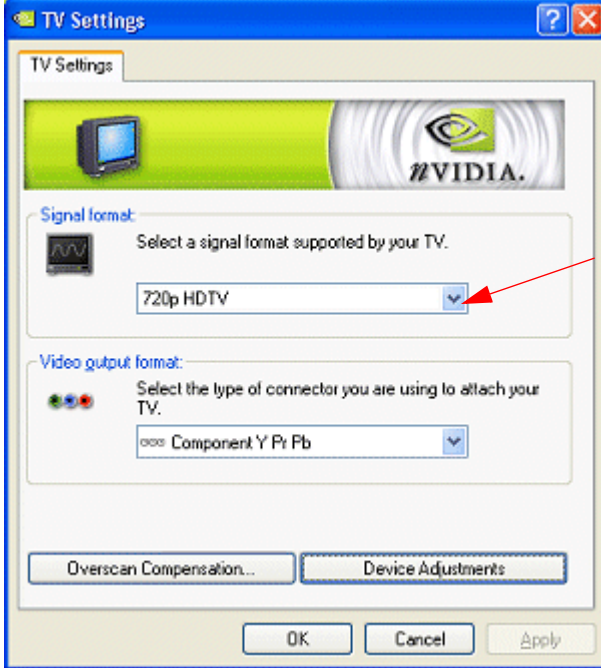 TV Settings
TV Settings
nVIDIA.
Signal format:
Select a signal format supported by your TV.
720p HDTV
Video output format:
Select the type of connector you are using to attach your
TV.
Component Y Pr Pb
Overscan Compensation...
Device Adjustments
OK
Cancel
Apply